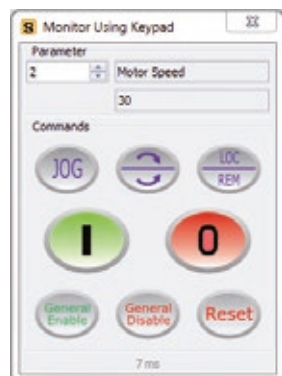 S Monitor Using Keypad
Parameter
2 Motor Speed
30
Commands
JOG LOC
REM
I 0
General Enable General Disable Reset
7 ms